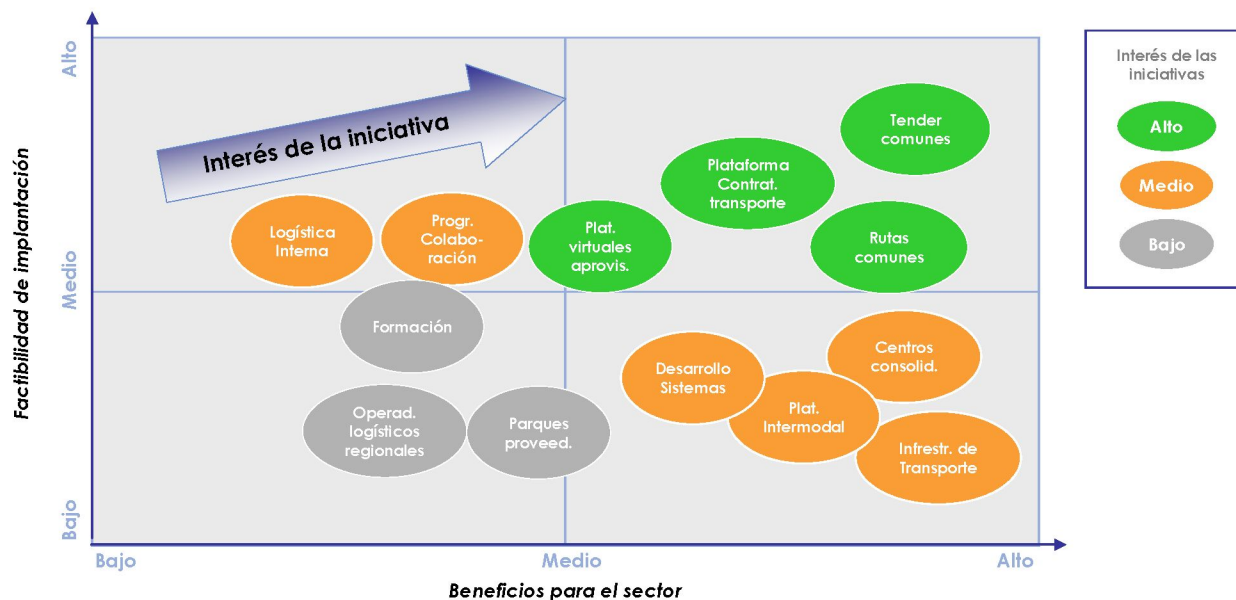 Factibilidad de implantación
Alto
Medio
Bajo
Interés de la iniciativa
Tender
comunes
Plataforma
Contrat.
transporte
Logística
Interna
Progr.
Colabo-
ración
Plat.
virtuales
aprovis.
Rutas
comunes
Formación
Desarrollo
Sistemas
Centros
consolid.
Operad.
logísticos
regionales
Parques
proveed.
Plat.
Intermodal
Infrestr. de
Transporte
Bajo
Medio
Alto
Beneficios para el sector
Interés de las
iniciativas
Alto
Medio
Bajo